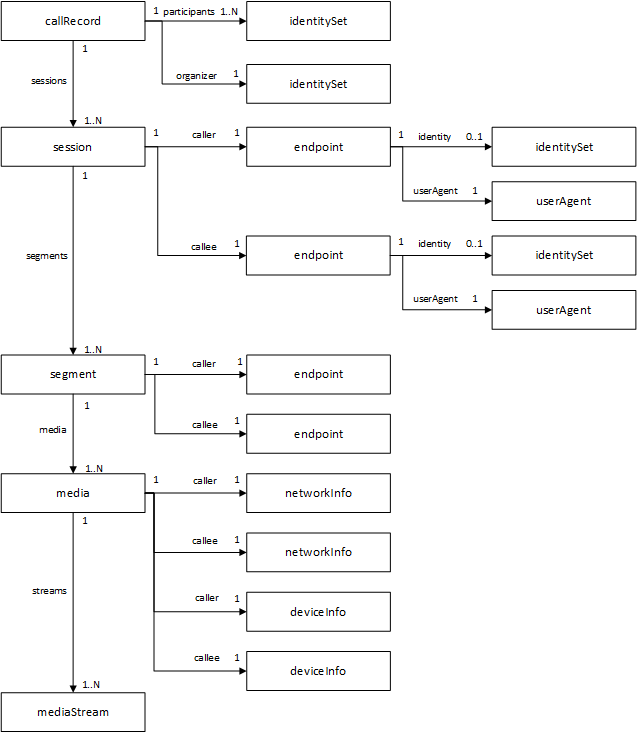 callRecord
1 participants 1..N
identitySet
organizer 1
identitySet
1
sessions
1..N
session
1 caller 1
endpoint
1 identity 0..1
identitySet
userAgent 1
userAgent
callee 1
endpoint
1 identity 0..1
identitySet
userAgent 1
userAgent
1
segments
1..N
segment
1 caller 1
endpoint
callee 1
endpoint
1
media
1..N
media
1 caller 1
networkInfo
callee 1
networkInfo
caller 1
deviceInfo
callee 1
deviceInfo
1
streams
1..N
mediaStream